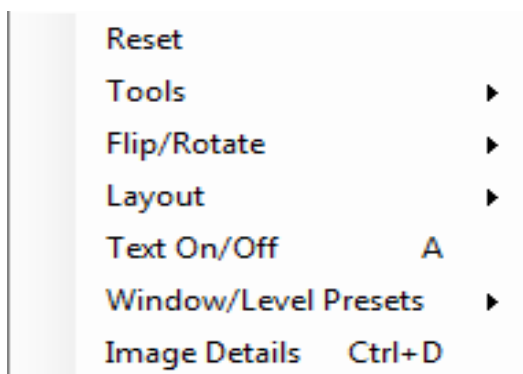 Reset
Tools
Flip/Rotate
Layout
Text On/Off A
Window/Level Presets
Image Details Ctrl+D